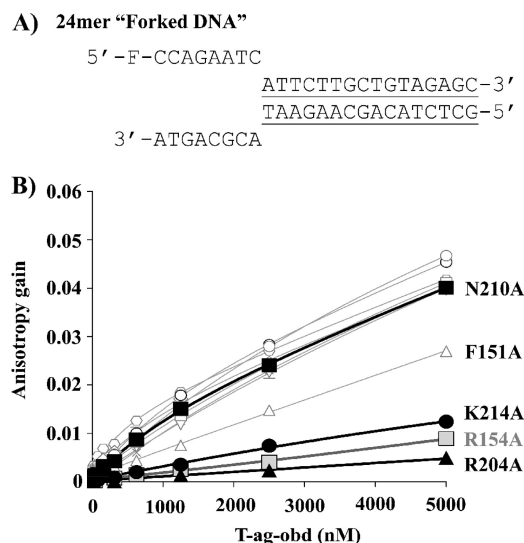 A) 24mer “Forked DNA”
5′-F-CCAGAATC
ATTCTTGCTGTAGAGC-3′
TAAGAACGACATCTCG-5′
3′-ATGACGCA
B)
0.06
0.05
0.04
0.03
0.02
0.01
0
Anisotropy gain
N210A
F151A
K214A
R154A
R204A
0 1000 2000 3000 4000 5000
T-ag-obd (nM)